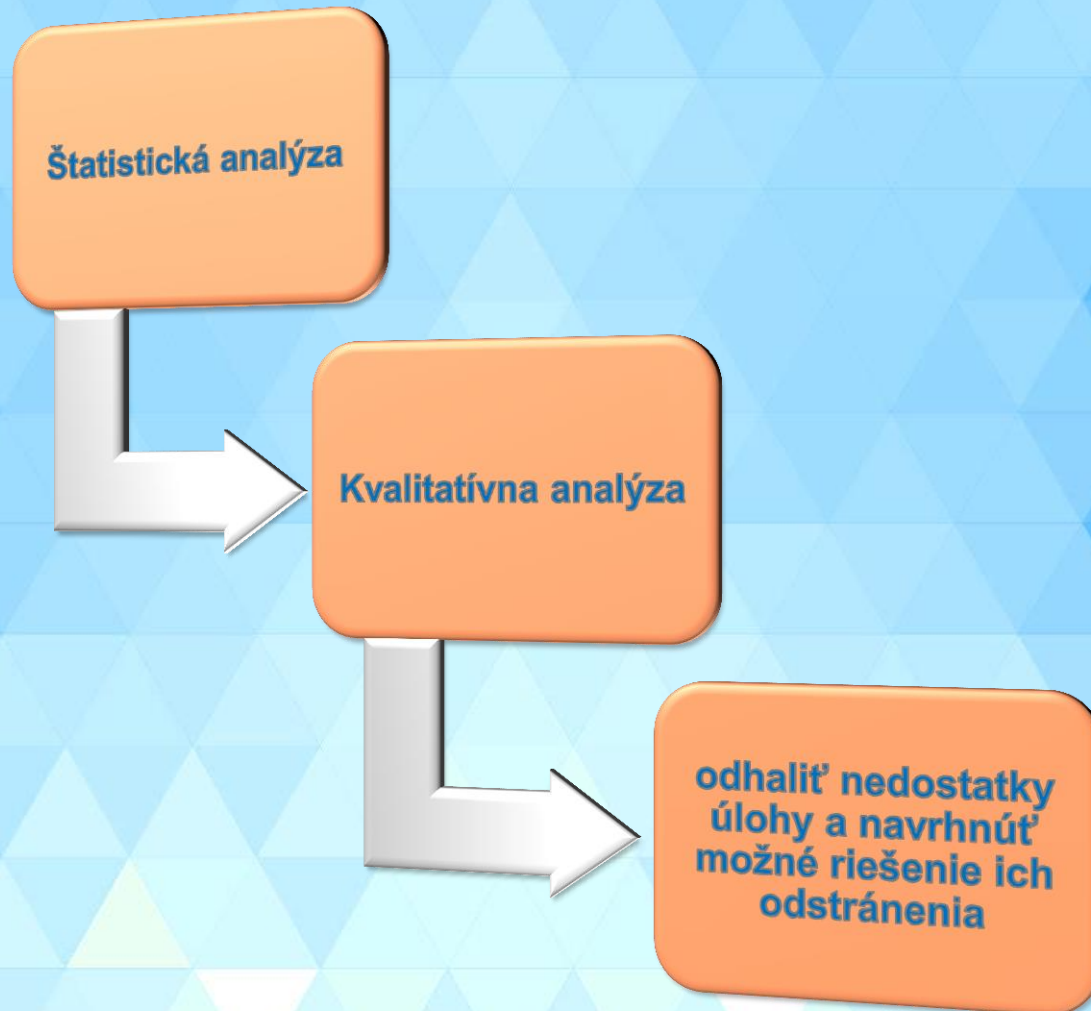 Štatistická analýza
Kvalitatívna analýza
odhaliť nedostatky
úlohy a navrhnúť
možné riešenie ich
odstránenia